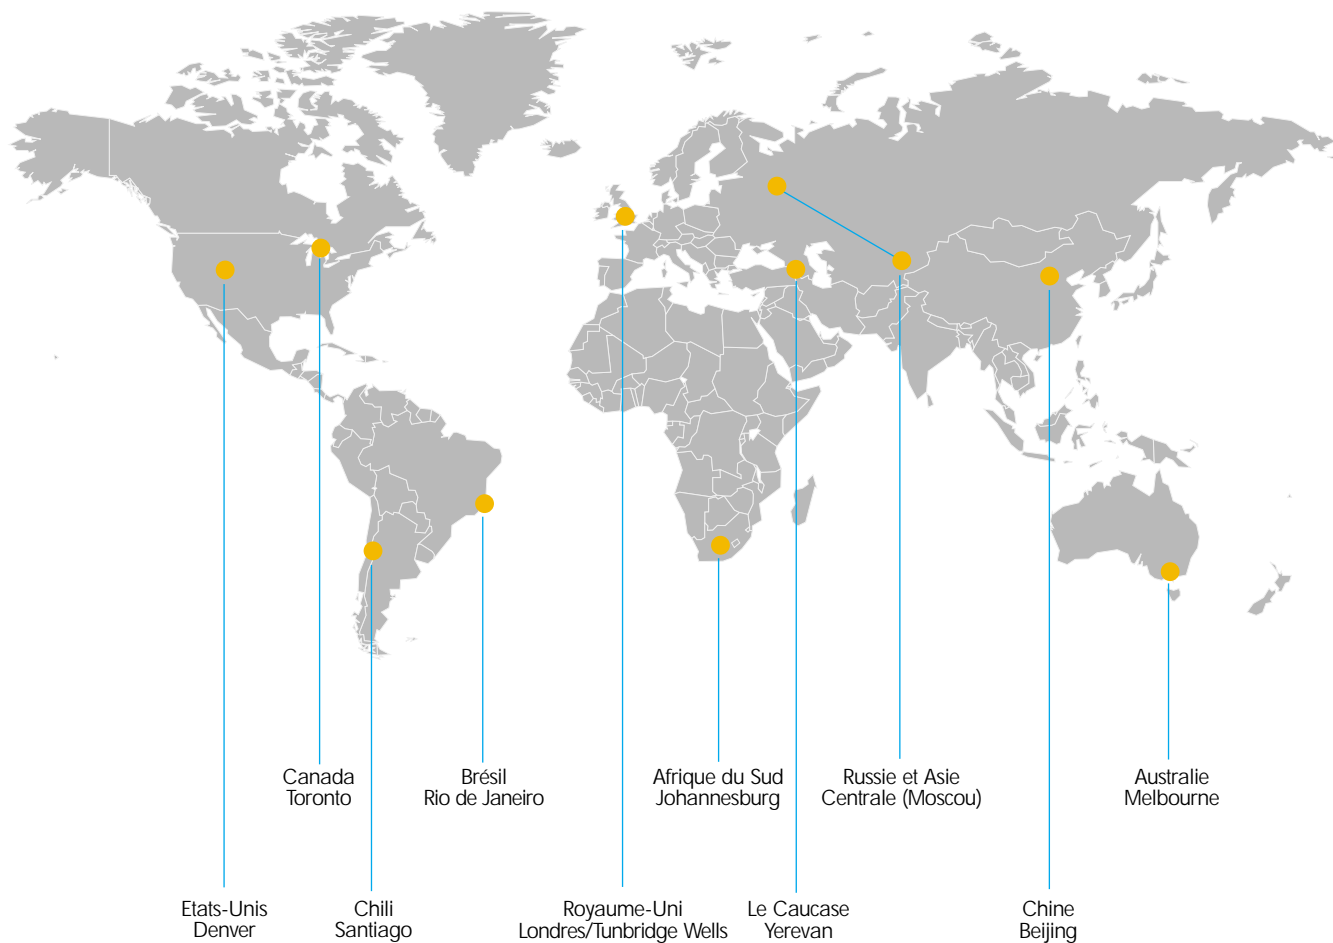 Canada
Toronto
Brésil
Rio de Janeiro
Afrique du Sud
Johannesburg
Russie et Asie
Centrale (Moscou)
Australie
Melbourne
Etats-Unis
Denver
Chili
Santiago
Royaume-Uni
Londres/Tunbridge Wells
Le Caucase
Yerevan
Chine
Beijing